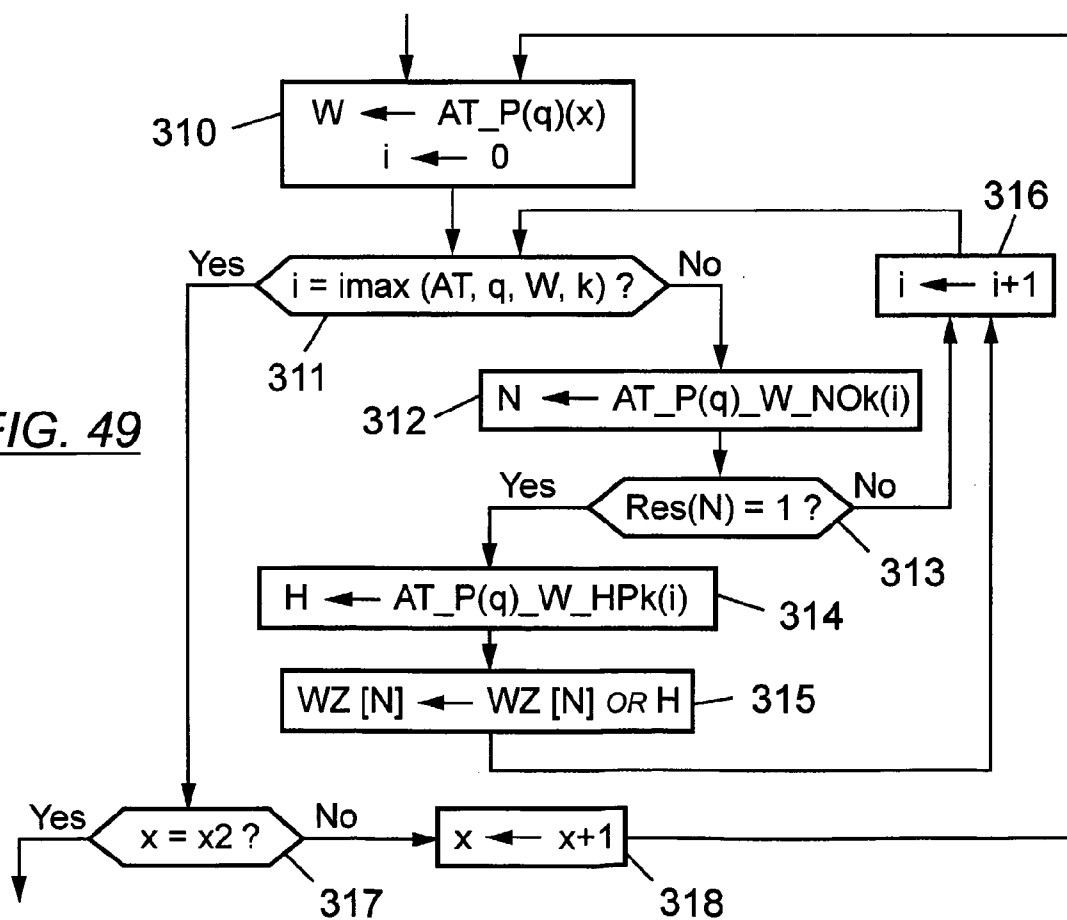 310
W ← AT_P(q)(x)
i ← 0
316
Yes
i = imax (AT, q, W, k) ?
No
i ← i+1
311
312
N ← AT_P(q)_W_NOk(i)
FIG. 49
Yes
Res(N) = 1 ?
No
313
H ← AT_P(q)_W_HPk(i)
314
WZ [N] ← WZ [N] OR H
315
Yes
x = x2 ?
No
x ← x+1
317
318